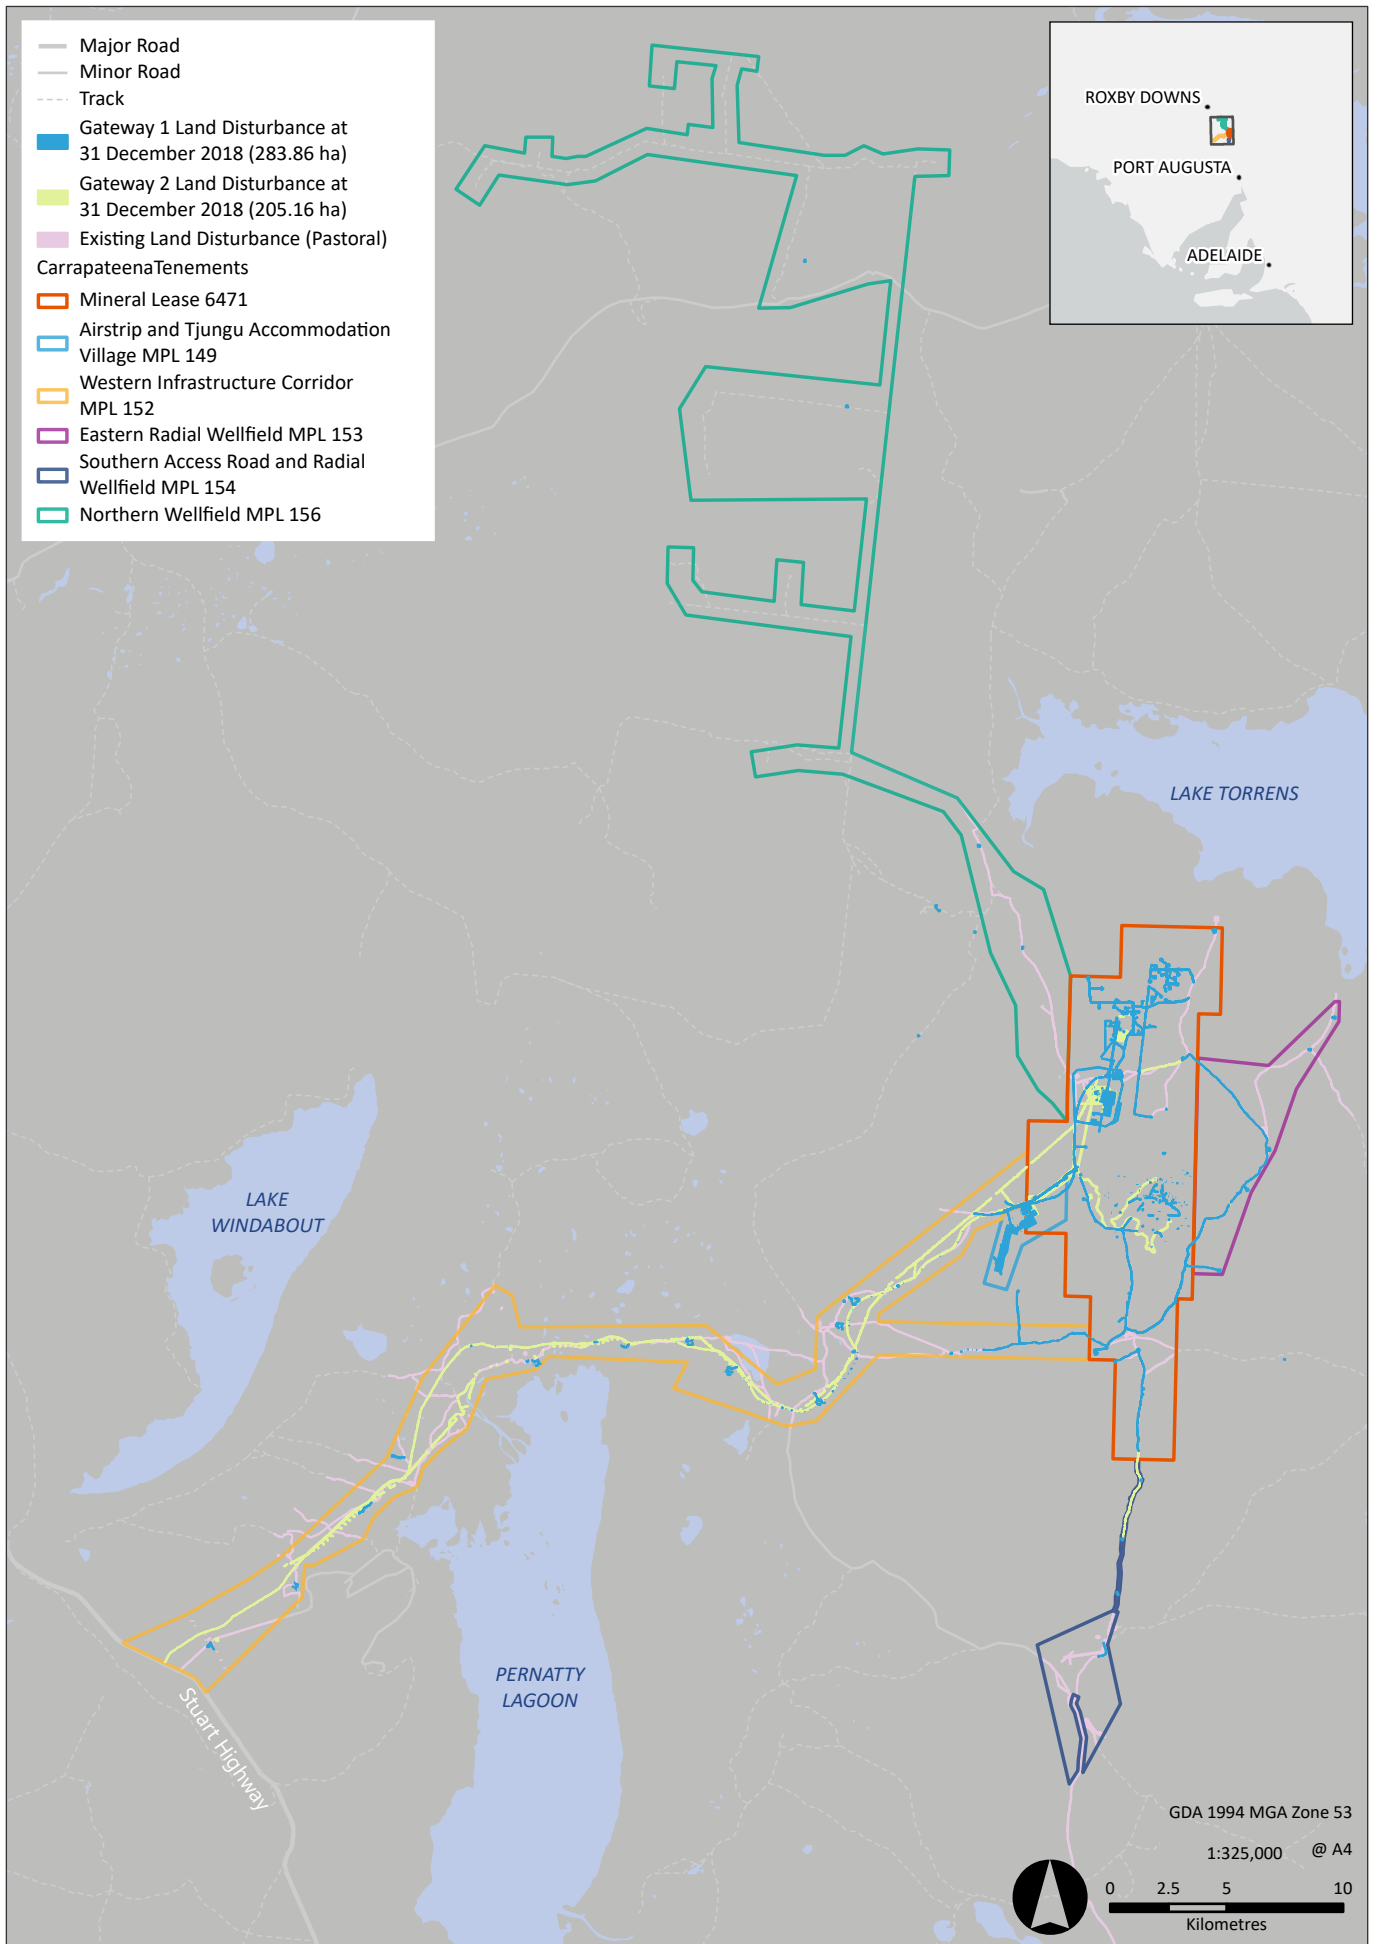 Major Road
Minor Road
Track
Gateway 1 Land Disturbance at
31 December 2018 (283.86 ha)
Gateway 2 Land Disturbance at
31 December 2018 (205.16 ha)
Existing Land Disturbance (Pastoral)
CarrapateenaTenements
Mineral Lease 6471
Airstrip and Tjungu Accommodation
Village MPL 149
Western Infrastructure Corridor
MPL 152
Eastern Radial Wellfield MPL 153
Southern Access Road and Radial
Wellfield MPL 154
Northern Wellfield MPL 156
ROXBY DOWNS
PORT AUGUSTA
ADELAIDE
LAKE TORRENS
LAKE
WINDABOUT
PERNATTY
LAGOON
Stuart Highway
GDA 1994 MGA Zone 53
1:325,000 @ A4
0 2.5 5 10
Kilometres